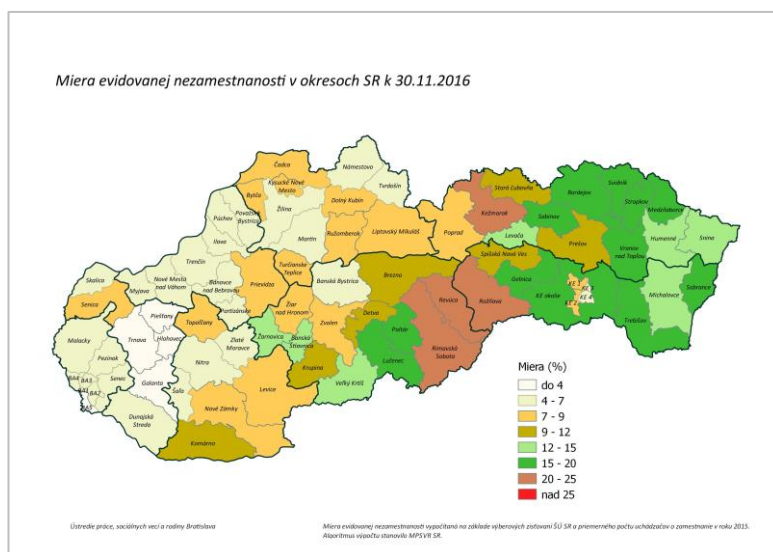 Miera evidovanej nezamestnanosti v okresoch SR k 30.11.2016
Čadca
Námestovo
Kysucké Nové
Mesto
Tvrdošín
Bytča
Dolný Kubín
Žilina
Považská
Bystrica
Púchov
Martin
Ružomberok
Liptovský Mikuláš
Ilava
Poprad
Kežmarok
Stará Ľubovňa
Bardejov
Svidník
Stropkov
Medzilaborce
Sabinov
Levoča
Prešov
Vranov
nad Topľou
Humenné
Snina
Trenčín
Turčianske
Teplice
Prievidza
Banská Bystrica
Brezno
Spišská Nová Ves
Gelnica
KE okolie
KE 1
KE 2
KE 3
KE 4
Michalovce
Sobrance
Trebišov
Skalica
Myjava
Nové Mesto
nad Váhom
Bánovce
nad Bebravou
Partizánske
Žiar
nad Hronom
Zvolen
Detva
Revúca
Rožňava
Senica
Piešťany
Topoľčany
Žarnovica
Banská
Štiavnica
Poltár
Rimavská
Sobota
Malacky
Trnava
Hlohovec
Zlaté
Moravce
Krupina
Lučenec
Pezinok
Nitra
Levice
Veľký Krtíš
BA4
BA3
BA1
BA2
BA5
Senec
Galanta
Šaľa
Nové Zámky
Dunajská
Streda
Komárno
Miera (%)
do 4
4 - 7
7 - 9
9 - 12
12 - 15
15 - 20
20 - 25
nad 25
Ústredie práce, sociálnych vecí a rodiny Bratislava
Miera evidovanej nezamestnanosti vypočítaná na základe výberových zisťovaní ŠÚ SR a priemerného počtu uchádzačov o zamestnanie v roku 2015.
Algoritmus výpočtu stanovilo MPSVR SR.